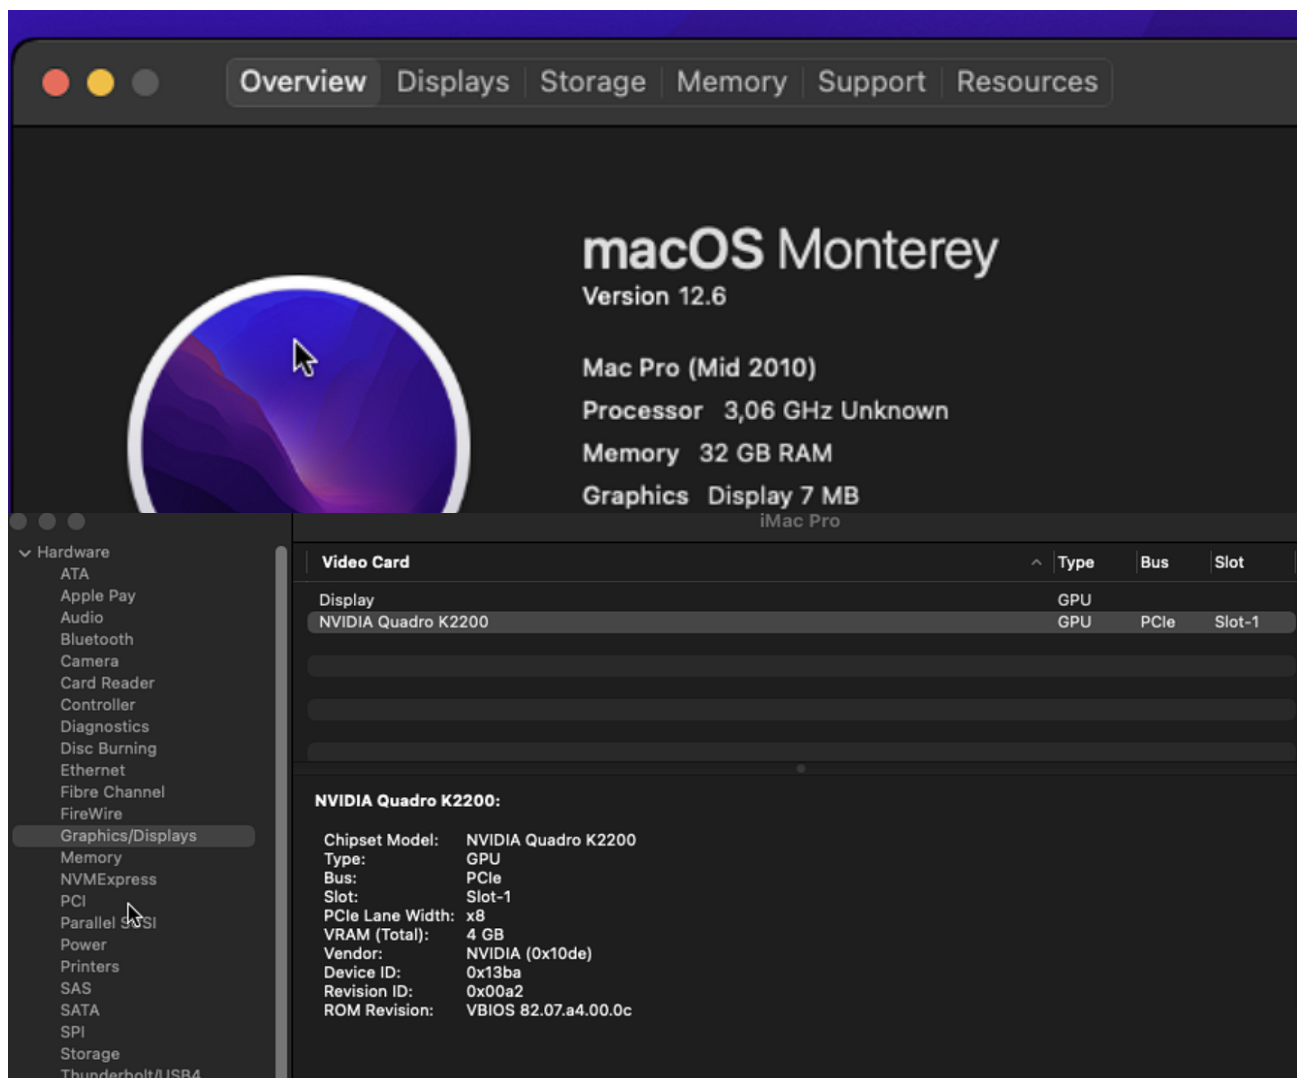 Overview Displays Storage Memory Support Resources
macOS Monterey
Version 12.6
Mac Pro (Mid 2010)
Processor 3,06 GHz Unknown
Memory 32 GB RAM
Graphics Display 7 MB
iMac Pro
Hardware
ATA
Apple Pay
Audio
Bluetooth
Camera
Card Reader
Controller
Diagnostics
Disc Burning
Ethernet
Fibre Channel
FireWire
Graphics/Displays
Memory
NVMExpress
PCI
Parallel SCSI
Power
Printers
SAS
SATA
SPI
Storage
Thunderbolt/USB4
Video Card Type Bus Slot
Display GPU
NVIDIA Quadro K2200 GPU PCIe Slot-1
NVIDIA Quadro K2200:
Chipset Model: NVIDIA Quadro K2200
Type: GPU
Bus: PCIe
Slot: Slot-1
PCIe Lane Width: x8
VRAM (Total): 4 GB
Vendor: NVIDIA (0x10de)
Device ID: 0x13ba
Revision ID: 0x00a2
ROM Revision: VBIOS 82.07.a4.00.0c